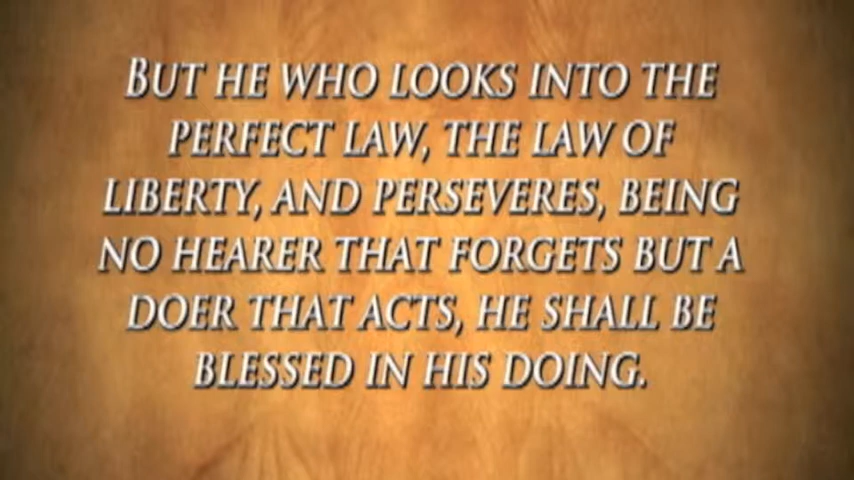 BUT HE WHO LOOKS INTO THE
PERFECT LAW, THE LAW OF
LIBERTY, AND PERSEVERES, BEING
NO HEARER THAT FORGETS BUT A
DOER THAT ACTS, HE SHALL BE
BLESSED IN HIS DOING.